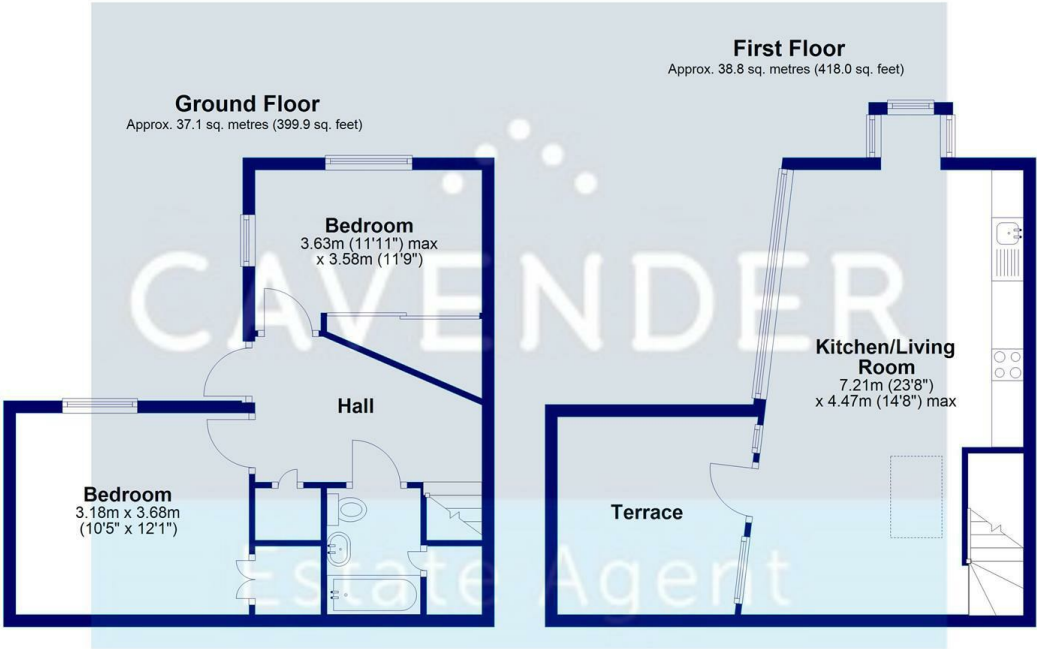 First Floor
Approx. 38.8 sq. metres (418.0 sq. feet)
Ground Floor
Approx. 37.1 sq. metres (399.9 sq. feet)
Bedroom
3.63m (11'11") max
x 3.58m (11'9")
CAVENDER
Kitchen/Living
Room
7.21m (23'8")
x 4.47m (14'8") max
Hall
Bedroom
3.18m x 3.68m
(10'5" x 12'1")
Terrace
Estate Agent